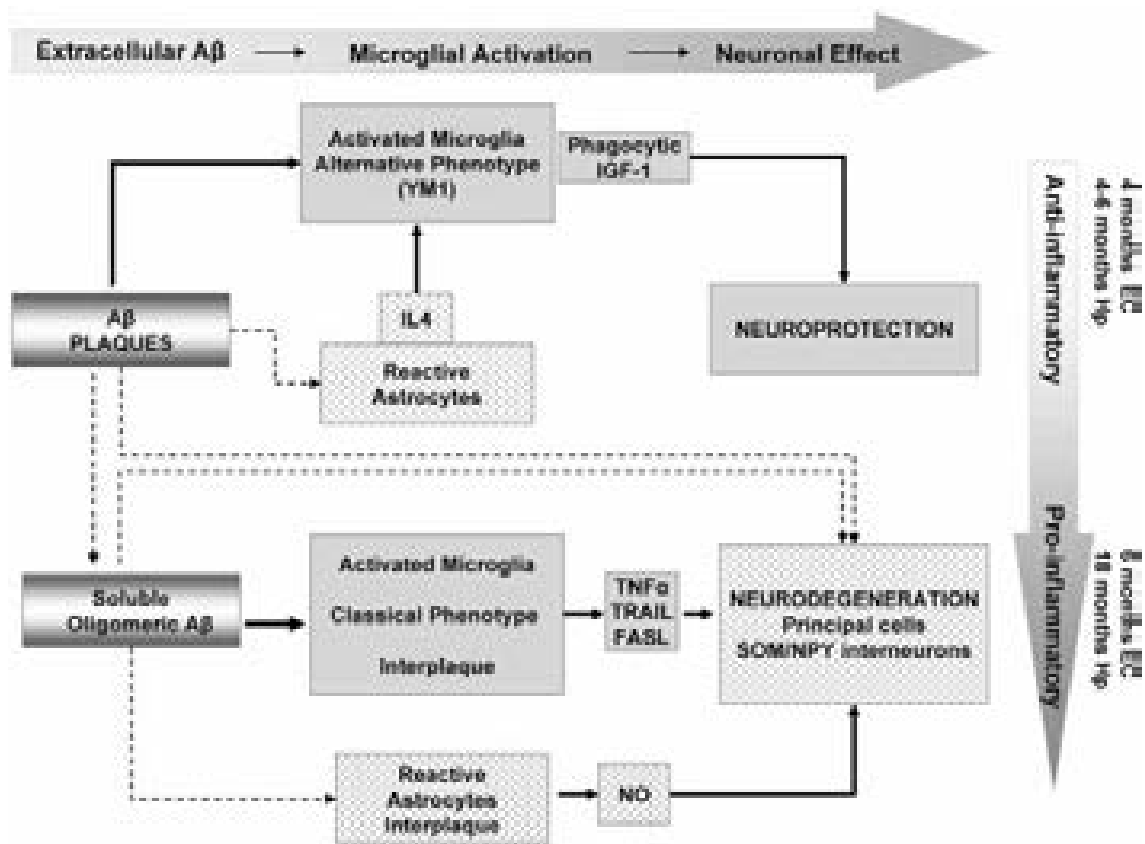 Extracellular Aβ → Microglial Activation → Neuronal Effect
Activated Microglia
Alternative Phenotype
(YM1)
Phagocytic
IGF-1
Aβ
PLAQUES
IL4
Reactive
Astrocytes
NEUROPROTECTION
Anti-inflammatory
4-6 months Hp
months EC
Soluble
Oligomeric Aβ
Activated Microglia
Classical Phenotype
Interplaque
TNFα
TRAIL
FASL
NEURODEGENERATION
Principal cells
SOM/NPY interneurons
Pro-inflammatory
18 months Hp
months EC
Reactive
Astrocytes
Interplaque
NO